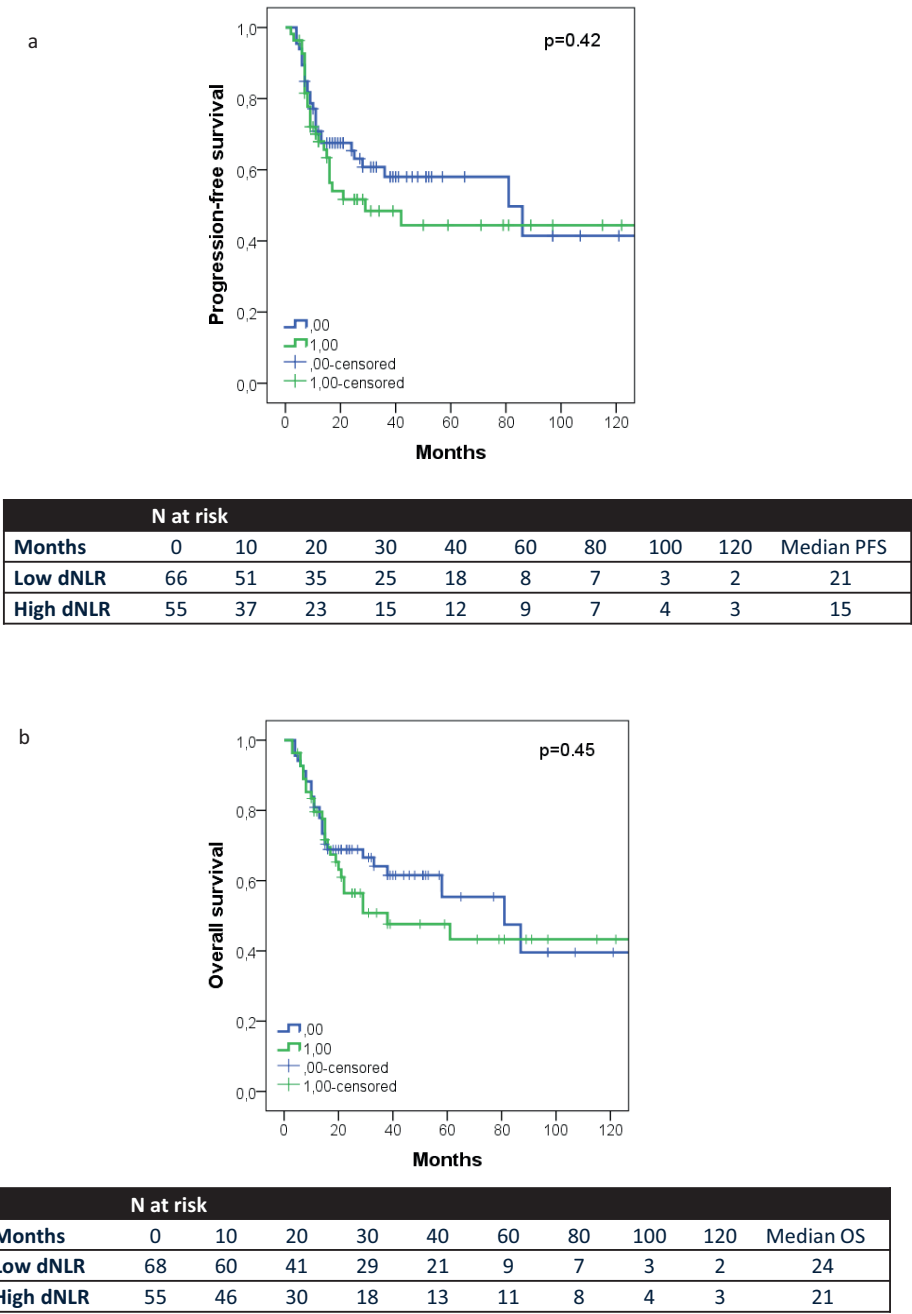 a
p=0.42
Progression-free survival
1,0
0,8
0,6
0,4
0,2
0,0
,00
1,00
,00-censored
1,00-censored
0 20 40 60 80 100 120
Months
N at risk
Months 0 10 20 30 40 60 80 100 120 Median PFS
Low dNLR 66 51 35 25 18 8 7 3 2 21
High dNLR 55 37 23 15 12 9 7 4 3 15
b
p=0.45
Overall survival
1,0
0,8
0,6
0,4
0,2
0,0
,00
1,00
,00-censored
1,00-censored
0 20 40 60 80 100 120
Months
N at risk
Months 0 10 20 30 40 60 80 100 120 Median OS
Low dNLR 68 60 41 29 21 9 7 3 2 24
High dNLR 55 46 30 18 13 11 8 4 3 21